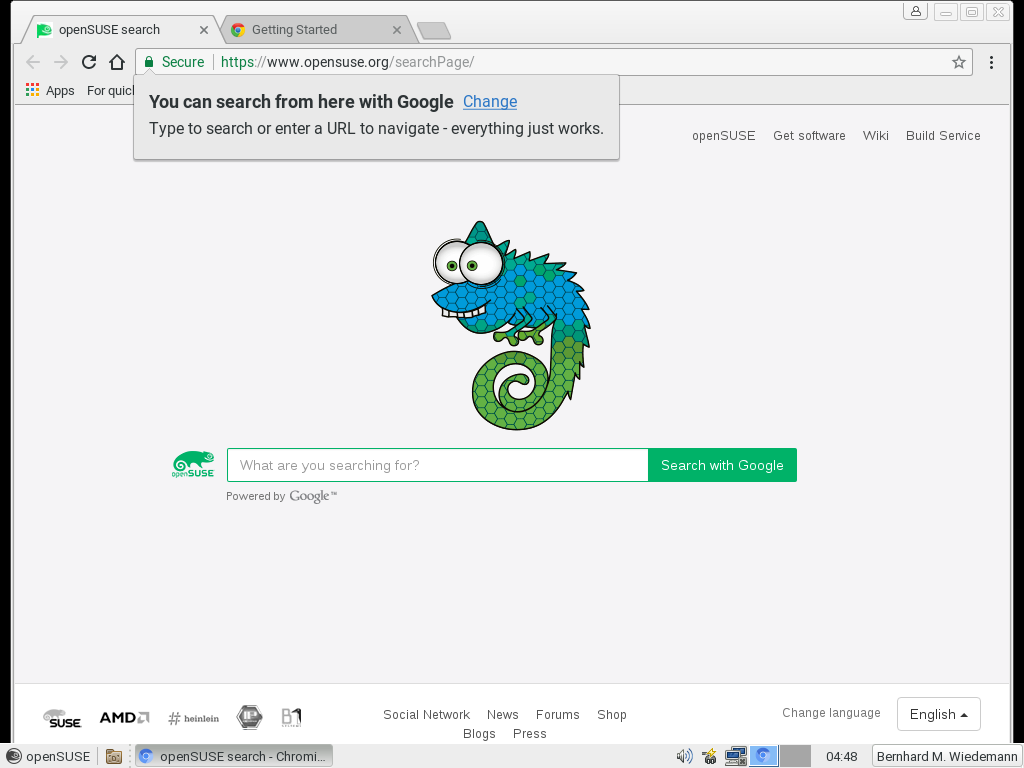 openSUSE search
Getting Started
Secure https://www.opensuse.org/searchPage/
Apps For quick
You can search from here with Google Change
Type to search or enter a URL to navigate - everything just works.
openSUSE Get software Wiki Build Service
openSUSE What are you searching for? Search with Google
Powered by Google™
SUSE AMD # heinlein IP B1 Social Network News Forums Shop Change language English
Blogs Press
openSUSE openSUSE search - Chromi... 04:48 Bernhard M. Wiedemann